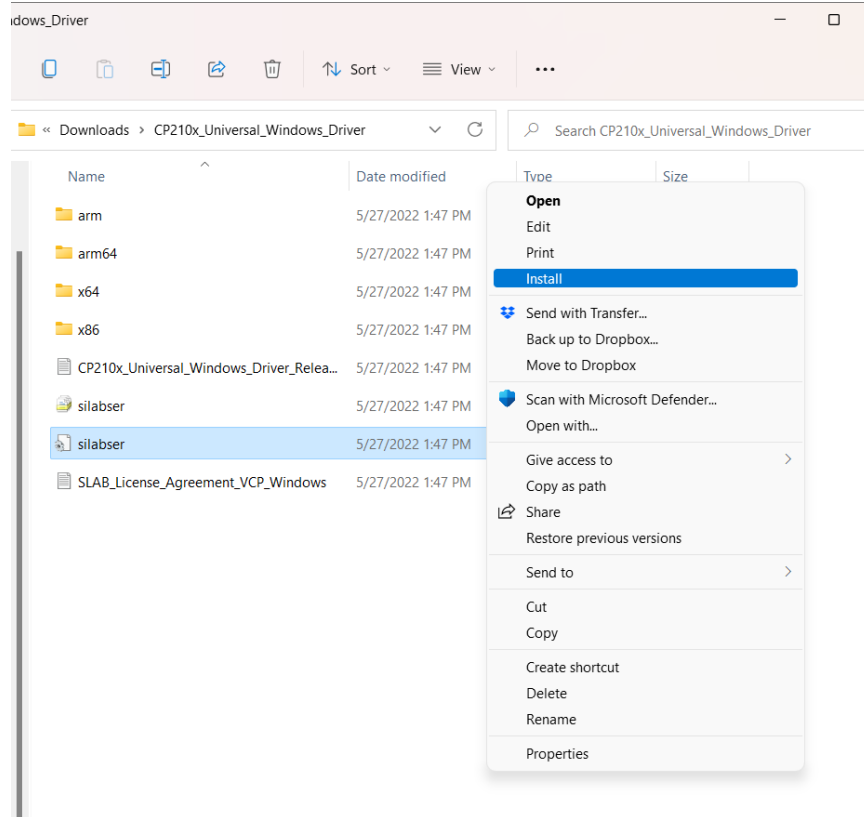 ndows_Driver
Sort
View
« Downloads > CP210x_Universal_Windows_Driver
Search CP210x_Universal_Windows_Driver
Name Date modified Type Size
arm 5/27/2022 1:47 PM
arm64 5/27/2022 1:47 PM
x64 5/27/2022 1:47 PM
x86 5/27/2022 1:47 PM
CP210x_Universal_Windows_Driver_Relea... 5/27/2022 1:47 PM
silabser 5/27/2022 1:47 PM
silabser 5/27/2022 1:47 PM
SLAB_License_Agreement_VCP_Windows 5/27/2022 1:47 PM
Open
Edit
Print
Install
Send with Transfer...
Back up to Dropbox...
Move to Dropbox
Scan with Microsoft Defender...
Open with...
Give access to
Copy as path
Share
Restore previous versions
Send to
Cut
Copy
Create shortcut
Delete
Rename
Properties